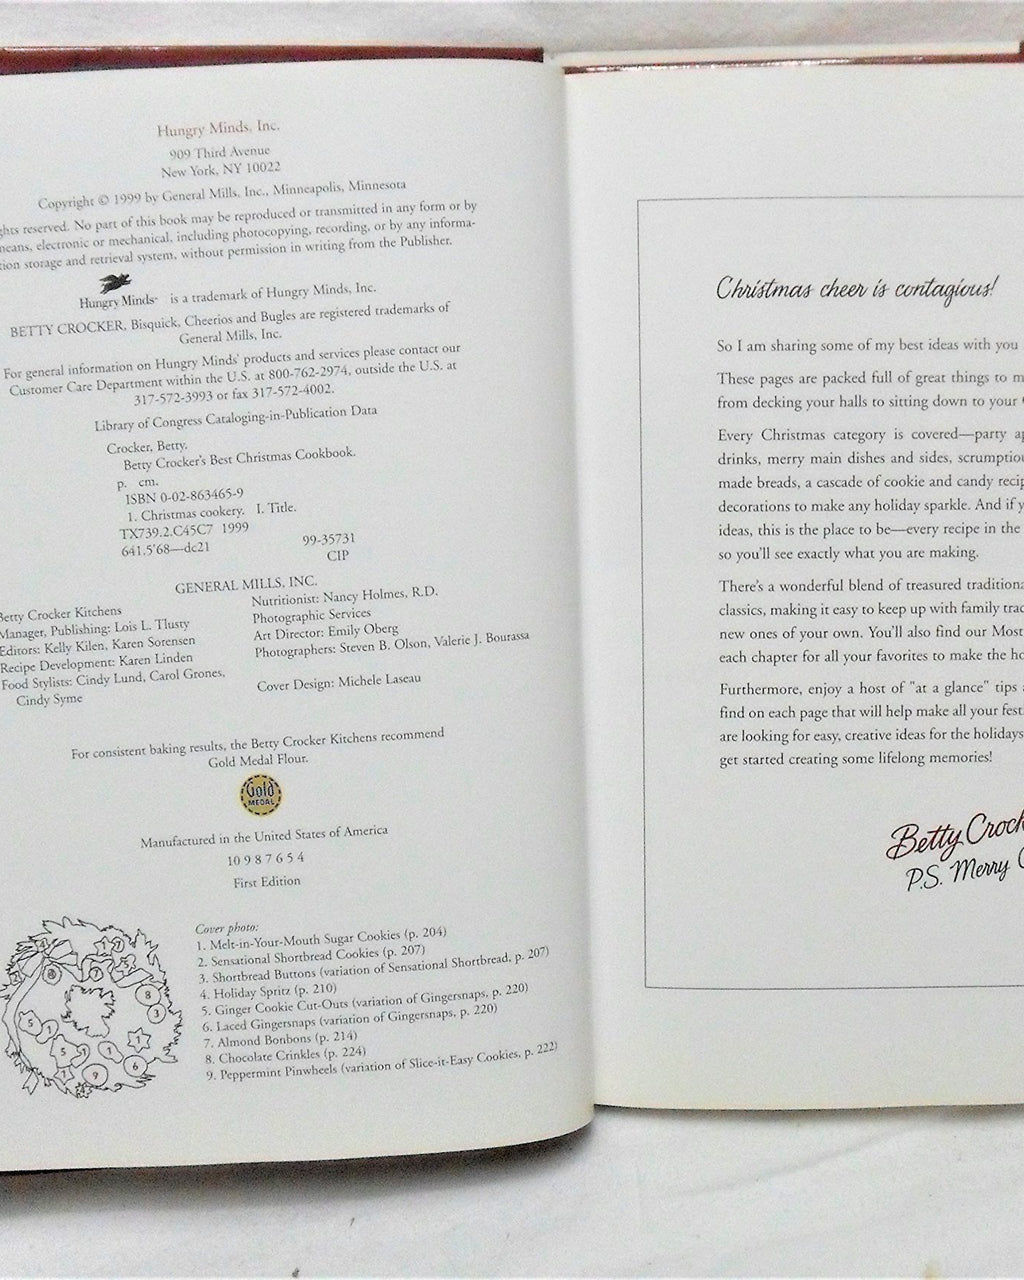 Hungry Minds, Inc.
909 Third Avenue
New York, NY 10022
Copyright © 1999 by General Mills, Inc., Minneapolis, Minnesota
reserved. No part of this book may be reproduced or transmitted in any form or by
means, electronic or mechanical, including photocopying, recording, or by any informa-
tion storage and retrieval system, without permission in writing from the Publisher.
Hungry Minds is a trademark of Hungry Minds, Inc.
BETTY CROCKER, Bisquick, Cheerios and Bugles are registered trademarks of
General Mills, Inc.
For general information on Hungry Minds' products and services please contact our
Customer Care Department within the U.S. at 800-762-2974, outside the U.S. at
317-572-3993 or fax 317-572-4002.
Library of Congress Cataloging-in-Publication Data
Crocker, Betty.
Betty Crocker's Best Christmas Cookbook.
p. cm.
ISBN 0-02-863465-9
1. Christmas cookery. I. Title.
TX739.2.C45C7 1999
641.5'68—dc21 99-35731
CIP
GENERAL MILLS, INC.
Betty Crocker Kitchens
Manager, Publishing: Lois L. Tlusty
Editors: Kelly Kilen, Karen Sorensen
Recipe Development: Karen Linden
Food Stylists: Cindy Lund, Carol Grones,
Cindy Syme
Nutritionist: Nancy Holmes, R.D.
Photographic Services
Art Director: Emily Oberg
Photographers: Steven B. Olson, Valerie J. Bourassa
Cover Design: Michele Laseau
For consistent baking results, the Betty Crocker Kitchens recommend
Gold Medal Flour.
Gold
MEDAL
Manufactured in the United States of America
10 9 8 7 6 5 4
First Edition
Cover photo:
1. Melt-in-Your-Mouth Sugar Cookies (p. 204)
2. Sensational Shortbread Cookies (p. 207)
3. Shortbread Buttons (variation of Sensational Shortbread, p. 207)
4. Holiday Spritz (p. 210)
5. Ginger Cookie Cut-Outs (variation of Gingersnaps, p. 220)
6. Laced Gingersnaps (variation of Gingersnaps, p. 220)
7. Almond Bonbons (p. 214)
8. Chocolate Crinkles (p. 224)
9. Peppermint Pinwheels (variation of Slice-it-Easy Cookies, p. 222)
8
3
5
1
5
1
1
6
9
Christmas cheer is contagious!
So I am sharing some of my best ideas with you
These pages are packed full of great things to m
from decking your halls to sitting down to your
Every Christmas category is covered—party ap
drinks, merry main dishes and sides, scrumptiou
made breads, a cascade of cookie and candy recip
decorations to make any holiday sparkle. And if y
ideas, this is the place to be—every recipe in the
so you'll see exactly what you are making.
There's a wonderful blend of treasured traditiona
classics, making it easy to keep up with family trad
new ones of your own. You'll also find our Most
each chapter for all your favorites to make the ho
Furthermore, enjoy a host of "at a glance" tips
find on each page that will help make all your fest
are looking for easy, creative ideas for the holidays
get started creating some lifelong memories!
Betty Crock
P.S. Merry